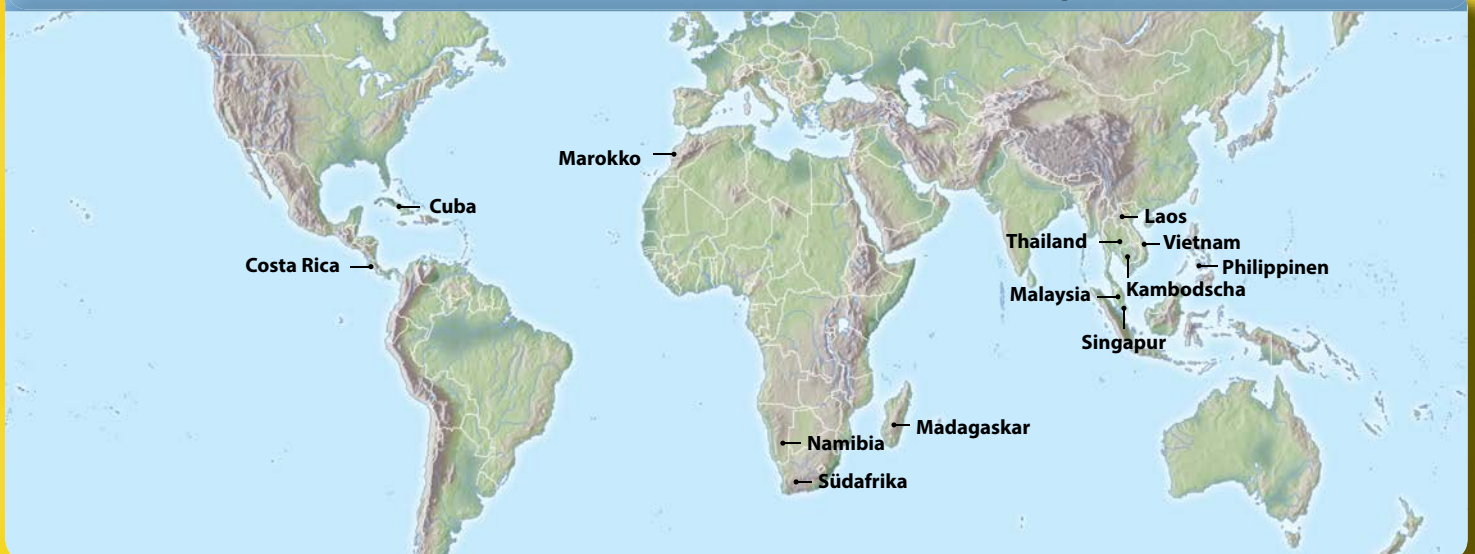 Marokko
Cuba
Laos
Thailand
Vietnam
Costa Rica
Philippinen
Kambodscha
Malaysia
Singapur
Madagaskar
Namibia
Südafrika